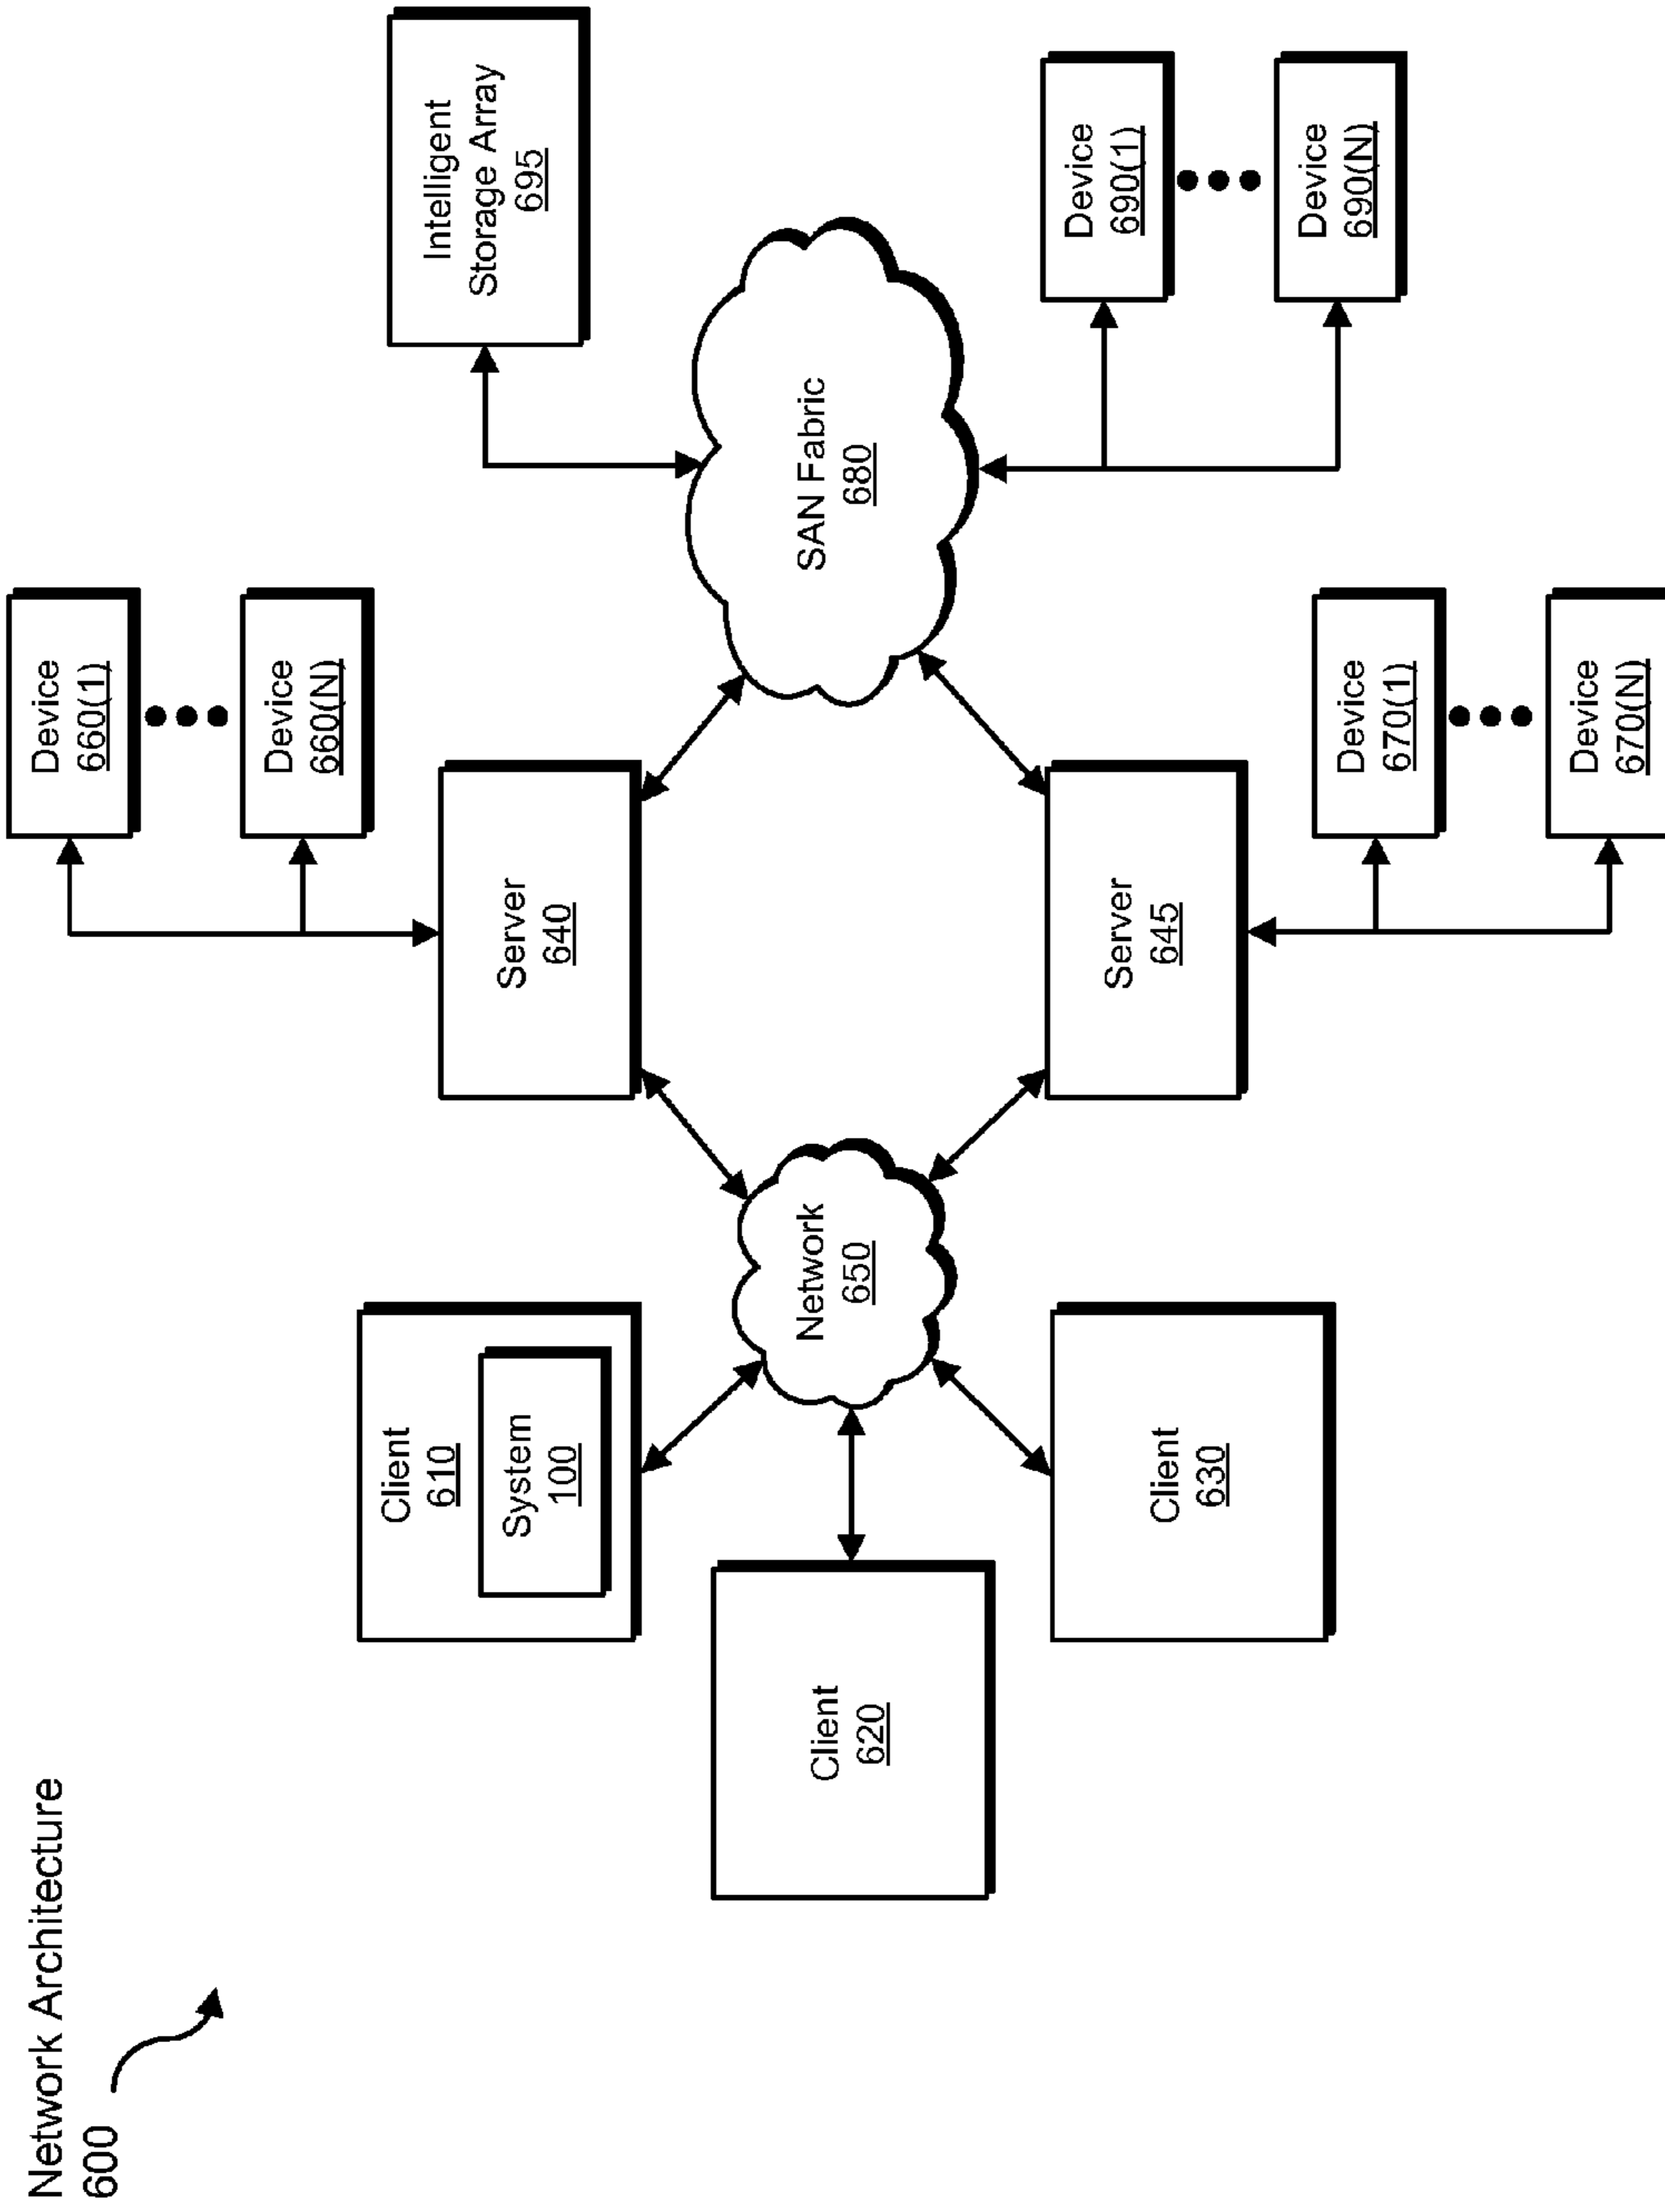 Network Architecture
600
Client
610
System
100
Client
620
Client
630
Network
650
Server
640
Server
645
Device
660(1)
Device
660(N)
Device
670(1)
Device
670(N)
SAN Fabric
680
Intelligent
Storage Array
695
Device
690(1)
Device
690(N)